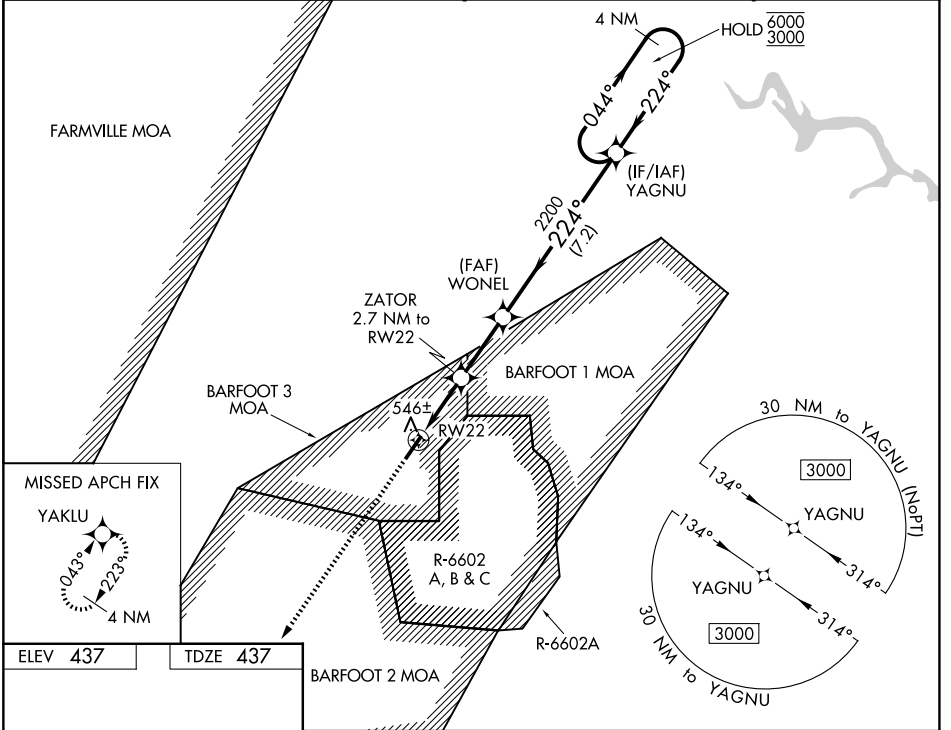 4 NM
HOLD 6000
3000
044°
224°
FARMVILLE MOA
(IF/IAF)
YAGNU
2200
224°
(7.2)
(FAF)
WONEL
ZATOR
2.7 NM to
RW22
BARFOOT 1 MOA
BARFOOT 3
MOA
546±
RW22
30 NM to YAGNU (NoPT)
3000
134°
YAGNU
314°
134°
YAGNU
314°
3000
30 NM to YAGNU
MISSED APCH FIX
YAKLU
043°
223°
4 NM
R-6602
A, B & C
R-6602A
ELEV 437
TDZE 437
BARFOOT 2 MOA